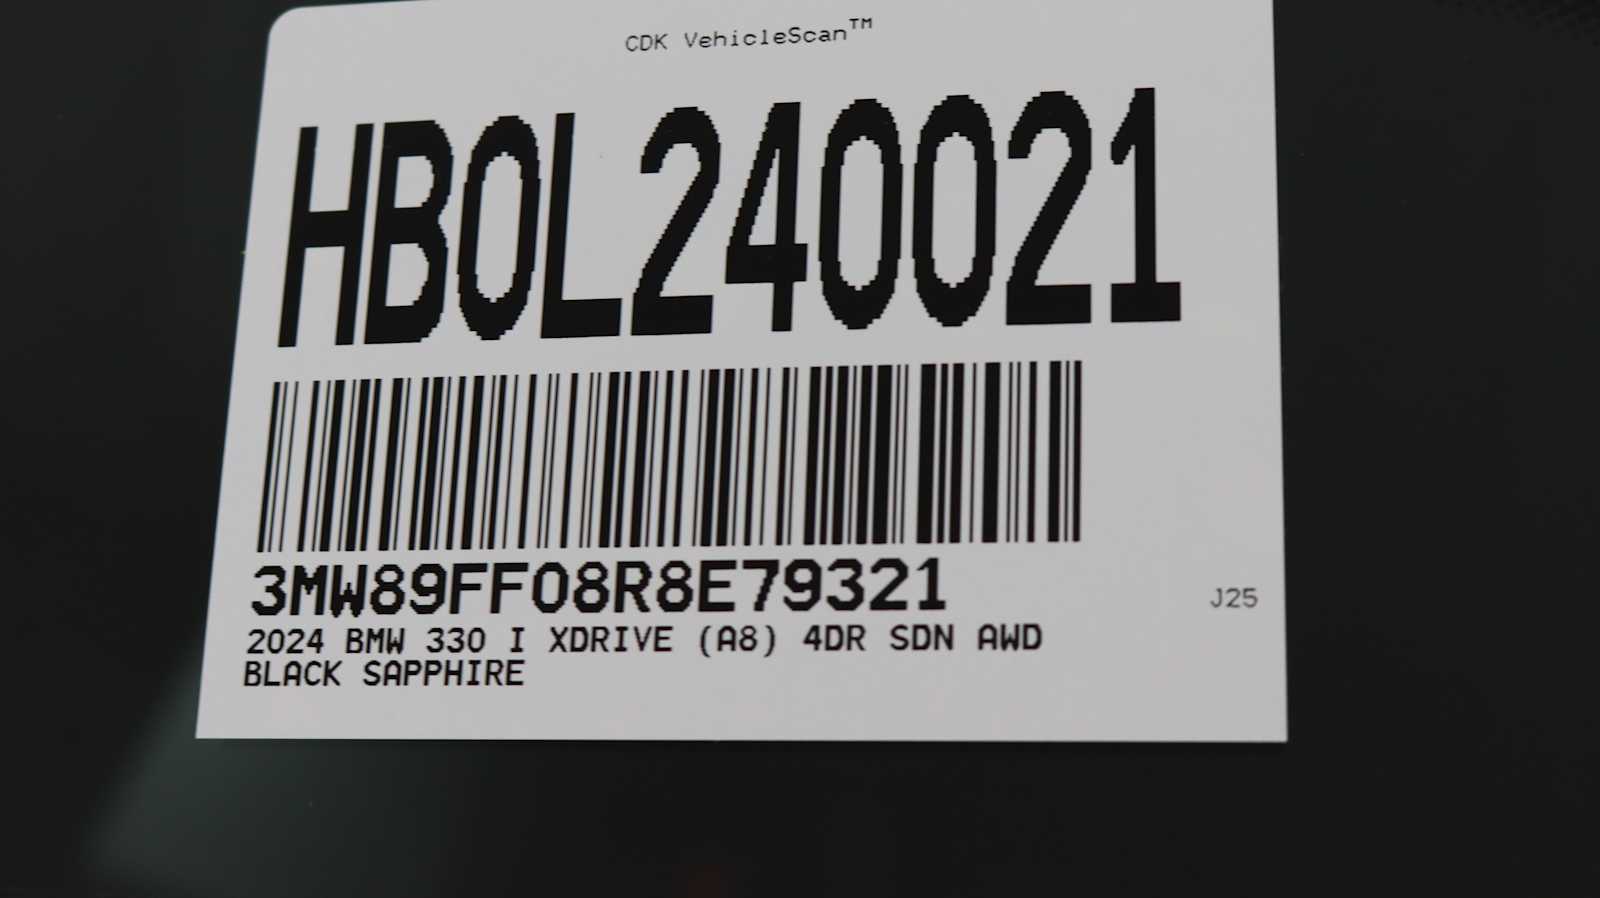 CDK VehicleScan™
HBOL240021
3MW89FF08R8E79321
J25
2024 BMW 330 I XDRIVE (A8) 4DR SDN AWD
BLACK SAPPHIRE